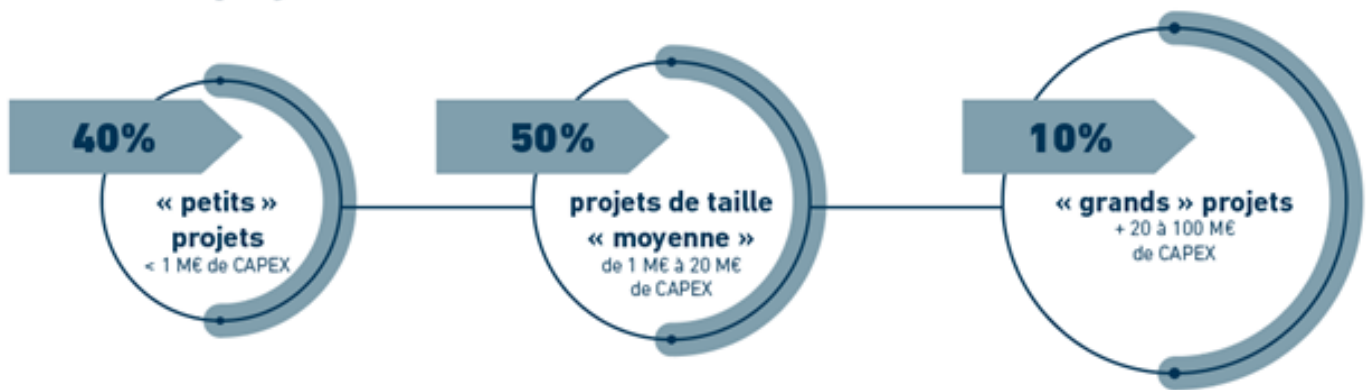 40%
« petits »
projets
< 1 M€ de CAPEX
50%
projets de taille
« moyenne »
de 1 M€ à 20 M€
de CAPEX
10%
« grands » projets
+ 20 à 100 M€
de CAPEX